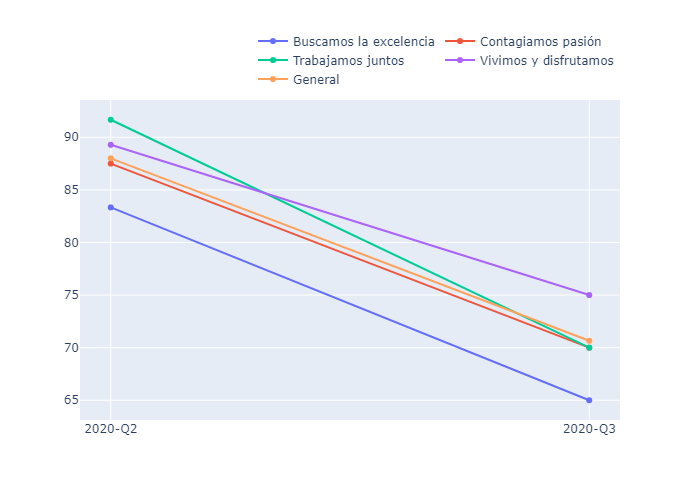 Buscamos la excelencia Contagiamos pasión
Trabajamos juntos Vivimos y disfrutamos
General
90
85
80
75
70
65
2020-Q2 2020-Q3